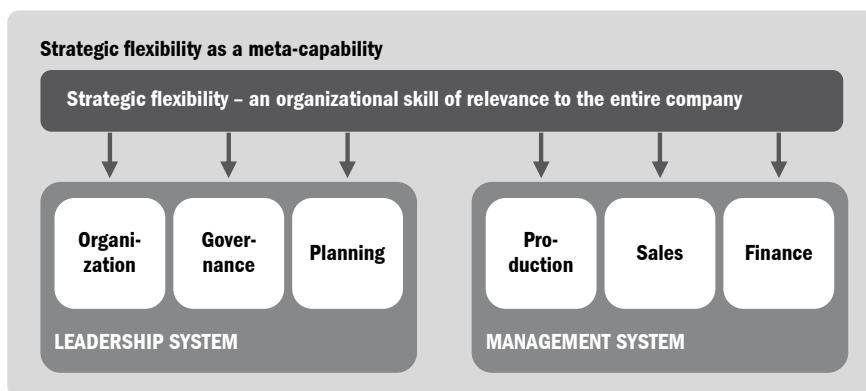 Strategic flexibility as a meta-capability
Strategic flexibility – an organizational skill of relevance to the entire company
Organi-
zation
Gover-
nance
Planning
LEADERSHIP SYSTEM
Pro-
duction
Sales
Finance
MANAGEMENT SYSTEM